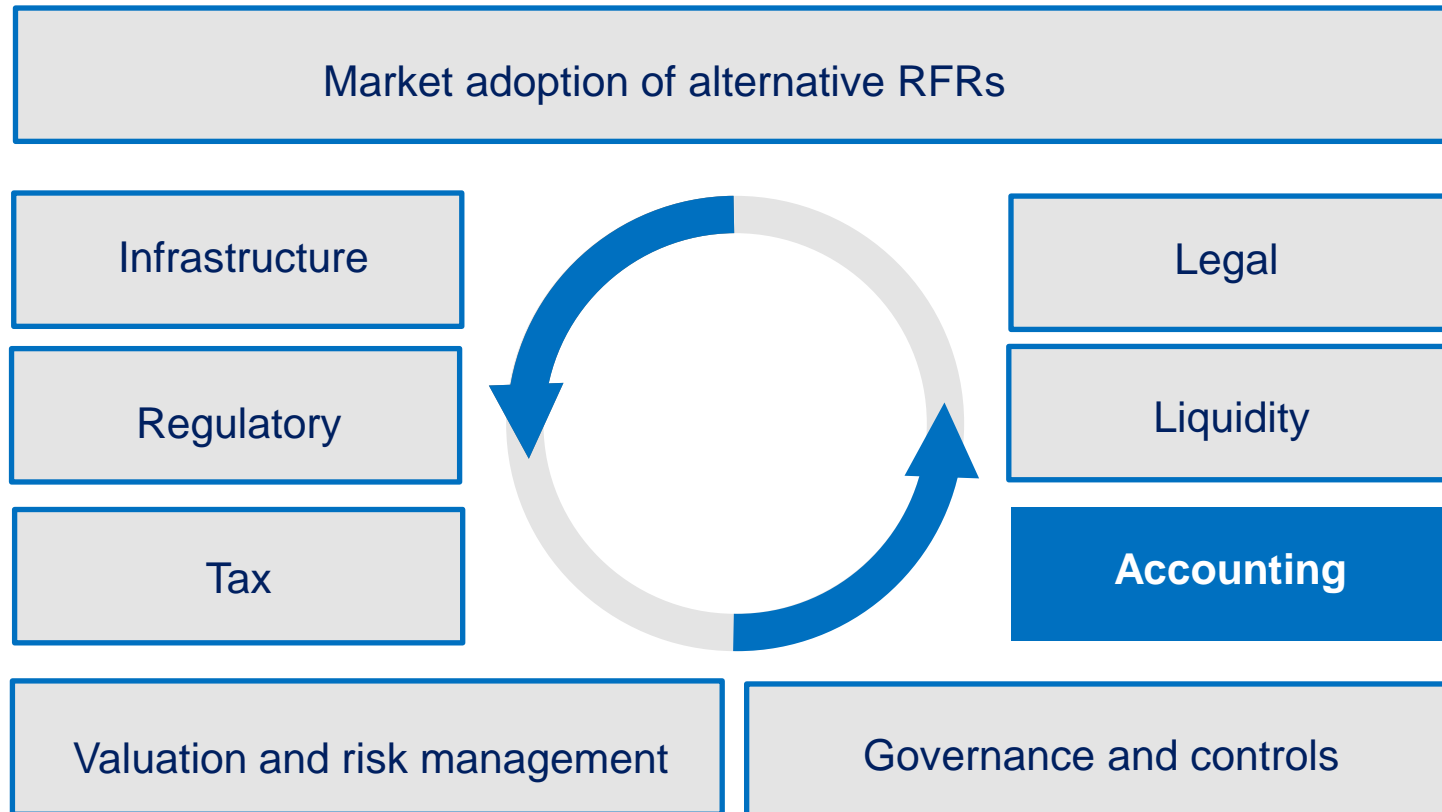 Market adoption of alternative RFRs
Infrastructure
Legal
Regulatory
Liquidity
Tax
Accounting
Valuation and risk management
Governance and controls